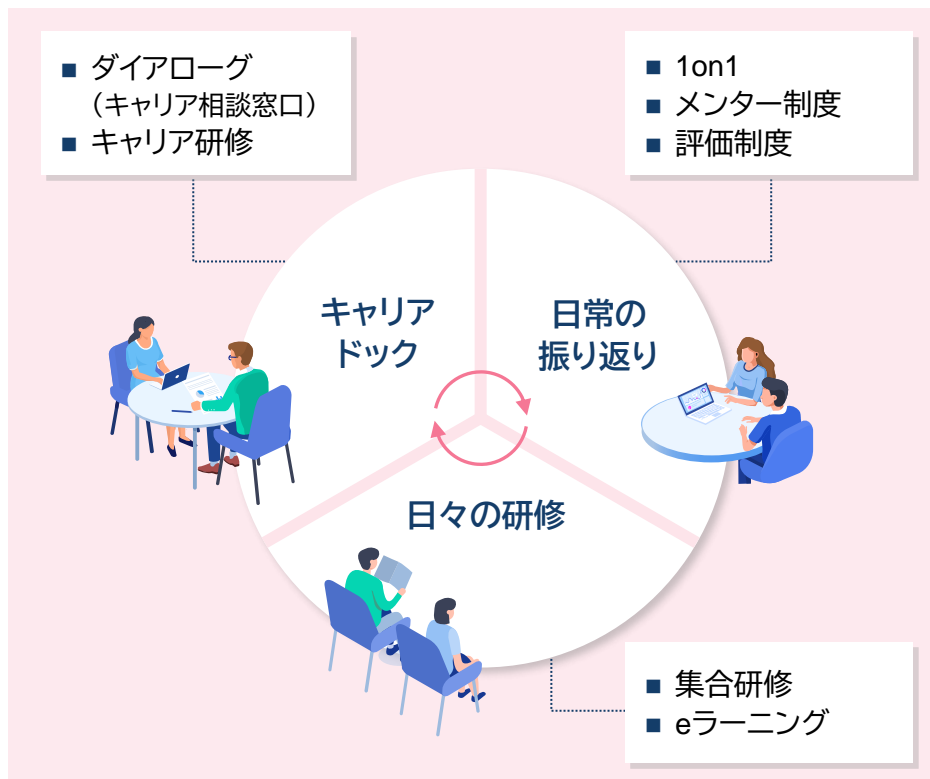 ■ ダイアローグ
（キャリア相談窓口）
■ キャリア研修
■ 1on1
■ メンター制度
■ 評価制度
キャリア
ドック
日常の
振り返り
日々の研修
■ 集合研修
■ eラーニング